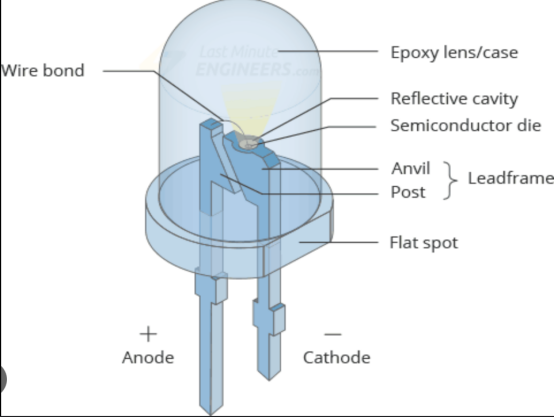 Last Minute
ENGINEERS.com
Epoxy lens/case
Wire bond
Reflective cavity
Semiconductor die
Anvil
Post
Leadframe
Flat spot
+
Anode
−
Cathode